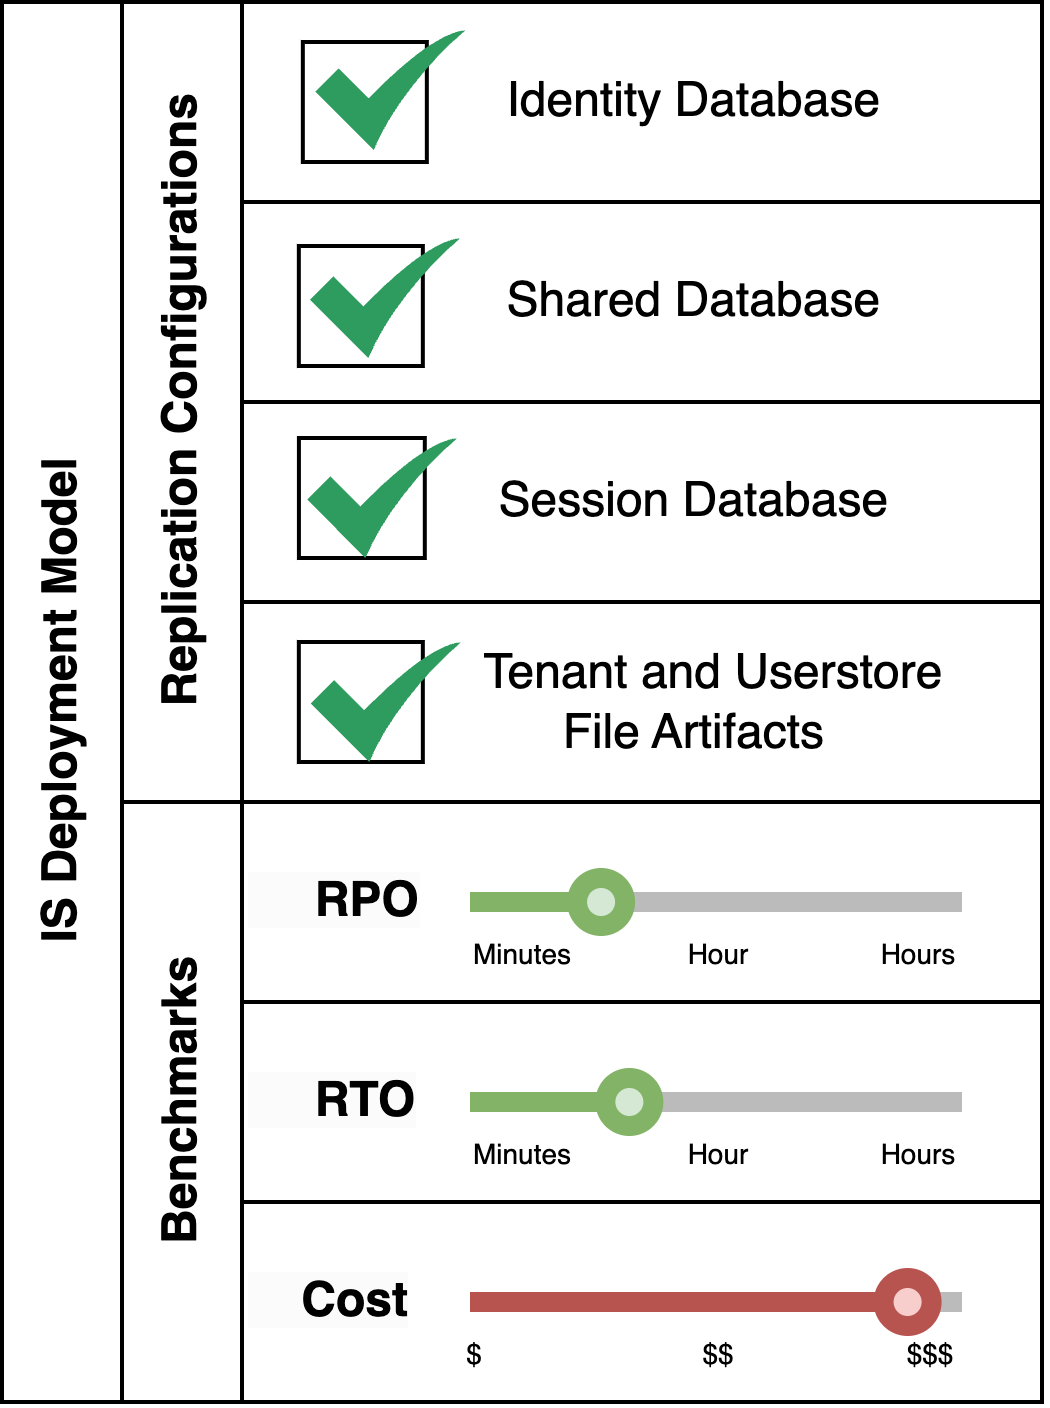 IS Deployment Model
Replication Configurations
Identity Database
Shared Database
Session Database
Tenant and Userstore
File Artifacts
Benchmarks
RPO
Minutes Hour Hours
RTO
Minutes Hour Hours
Cost
$ $$ $$$